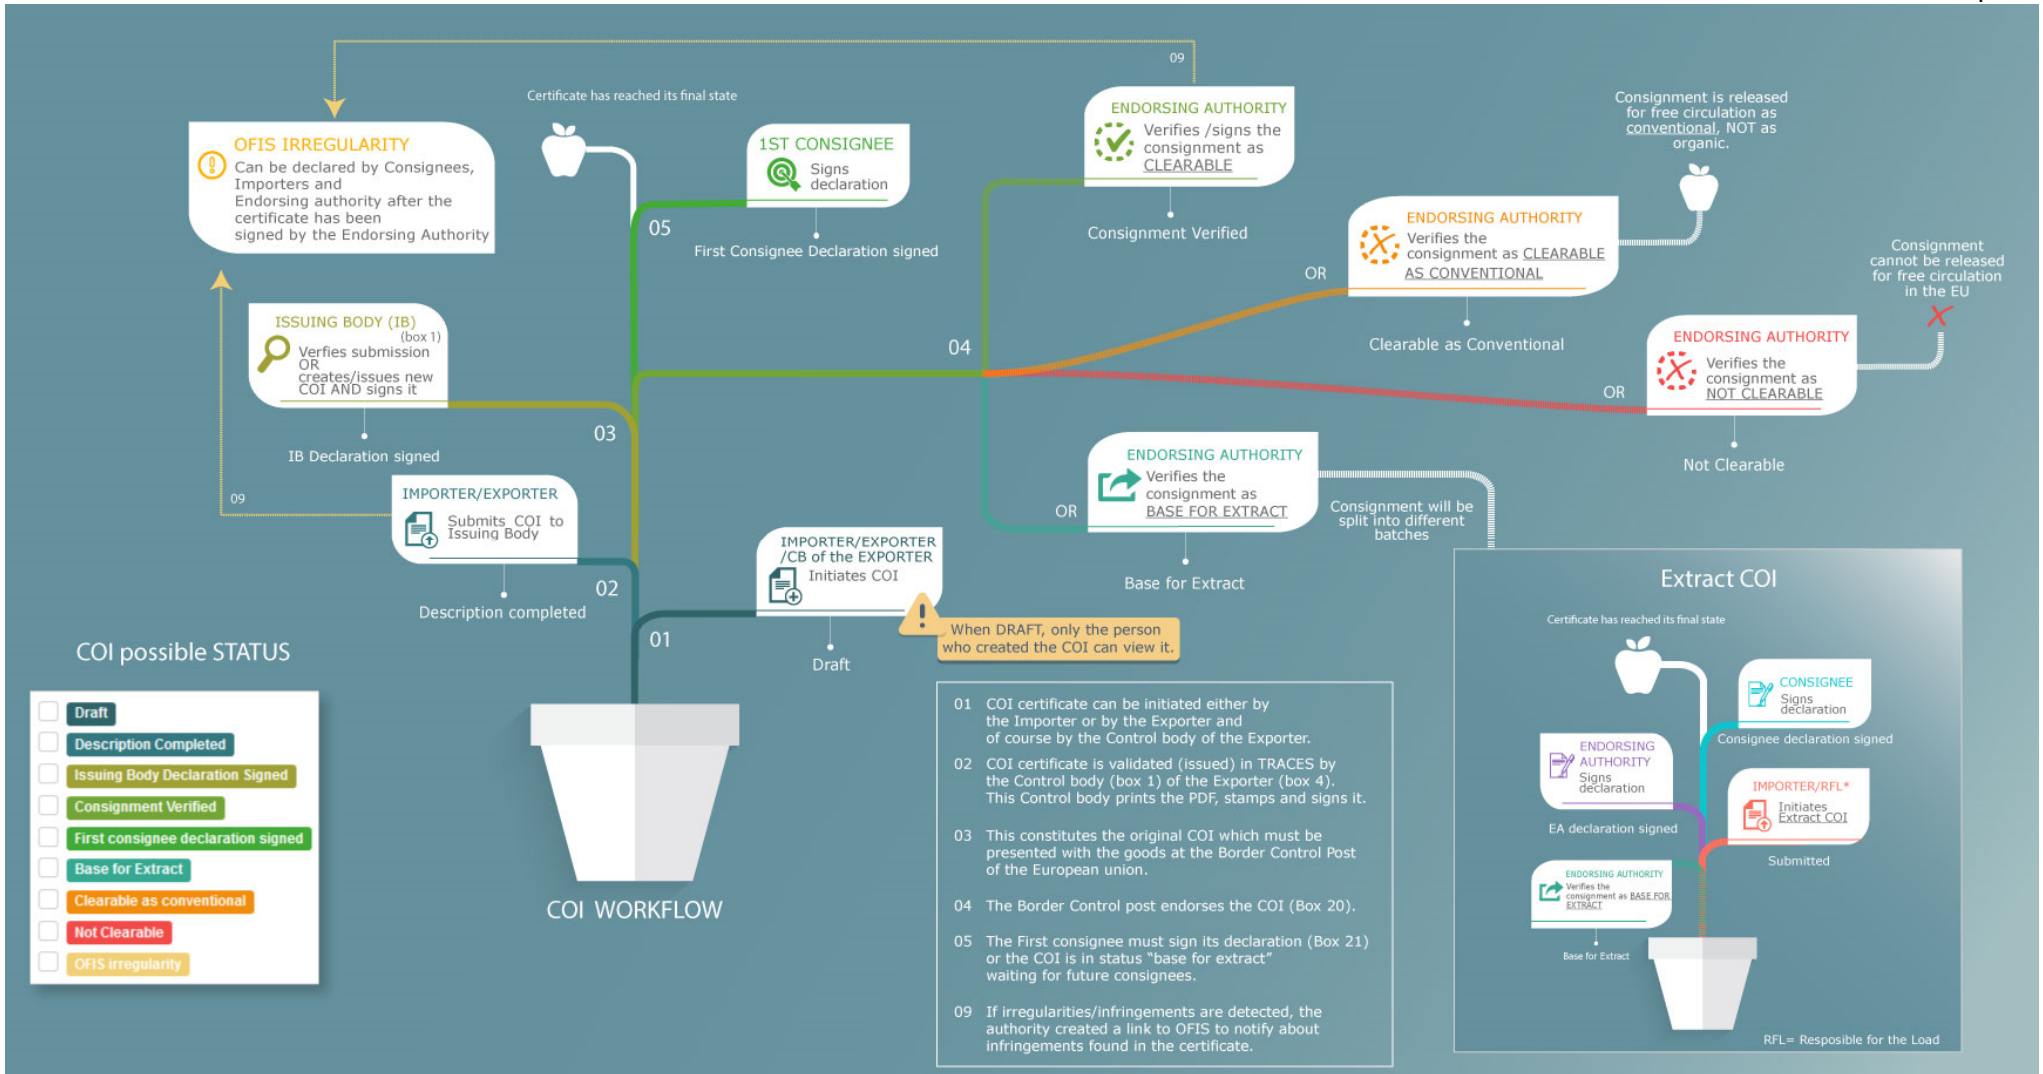 09
Certificate has reached its final state
OFIS IRREGULARITY
Can be declared by Consignees,
Importers and
Endorsing authority after the
certificate has been
signed by the Endorsing Authority
1ST CONSIGNEE
Signs
declaration
05
First Consignee Declaration signed
ENDORSING AUTHORITY
Verifies /signs the
consignment as
CLEARABLE
Consignment Verified
Consignment is released
for free circulation as
conventional, NOT as
organic.
ENDORSING AUTHORITY
Verifies the
consignment as CLEARABLE
AS CONVENTIONAL
OR
Clearable as Conventional
Consignment
cannot be released
for free circulation
in the EU
ENDORSING AUTHORITY
Verifies the
consignment as
NOT CLEARABLE
OR
Not Clearable
04
ISSUING BODY (IB)
(box 1)
Verfies submission
OR
creates/issues new
COI AND signs it
03
IB Declaration signed
09
IMPORTER/EXPORTER
Submits COI to
Issuing Body
02
Description completed
ENDORSING AUTHORITY
Verifies the
consignment as
BASE FOR EXTRACT
OR
Base for Extract
Consignment will be
split into different
batches
IMPORTER/EXPORTER
/CB of the EXPORTER
Initiates COI
01
Draft
When DRAFT, only the person
who created the COI can view it.
COI possible STATUS
Draft
Description Completed
Issuing Body Declaration Signed
Consignment Verified
First consignee declaration signed
Base for Extract
Clearable as conventional
Not Clearable
OFIS irregularity
COI WORKFLOW
01 COI certificate can be initiated either by
the Importer or by the Exporter and
of course by the Control body of the Exporter.
02 COI certificate is validated (issued) in TRACES by
the Control body (box 1) of the Exporter (box 4).
This Control body prints the PDF, stamps and signs it.
03 This constitutes the original COI which must be
presented with the goods at the Border Control Post
of the European union.
04 The Border Control post endorses the COI (Box 20).
05 The First consignee must sign its declaration (Box 21)
or the COI is in status "base for extract"
waiting for future consignees.
09 If irregularities/infringements are detected, the
authority created a link to OFIS to notify about
infringements found in the certificate.
Extract COI
Certificate has reached its final state
CONSIGNEE
Signs
declaration
Consignee declaration signed
ENDORSING
AUTHORITY
Signs
declaration
EA declaration signed
IMPORTER/RFL*
Initiates
Extract COI
Submitted
ENDORSING AUTHORITY
Verifies the
consignment as BASE FOR
EXTRACT
Base for Extract
RFL= Resposible for the Load